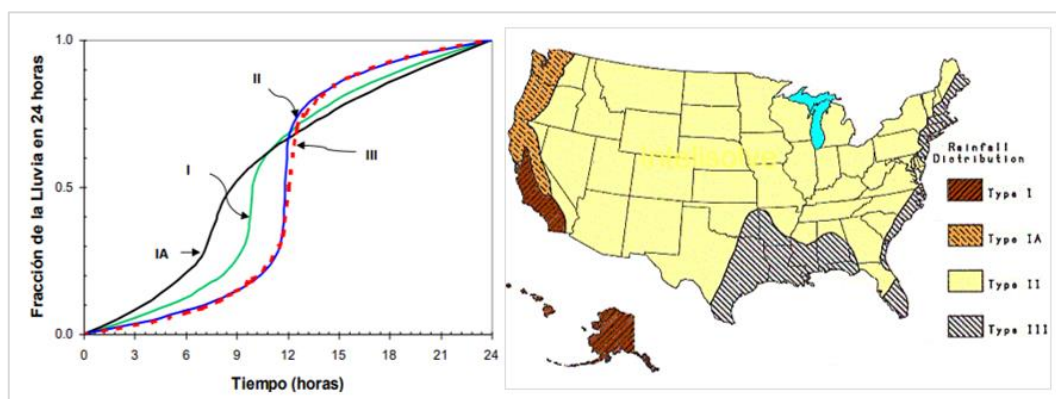 1.0
0.5
0.0
Fracción de la Lluvia en 24 horas
II
III
I
IA
0 3 6 9 12 15 18 21 24
Tiempo (horas)
Rainfall
Distribution
Type I
Type IA
Type II
Type III